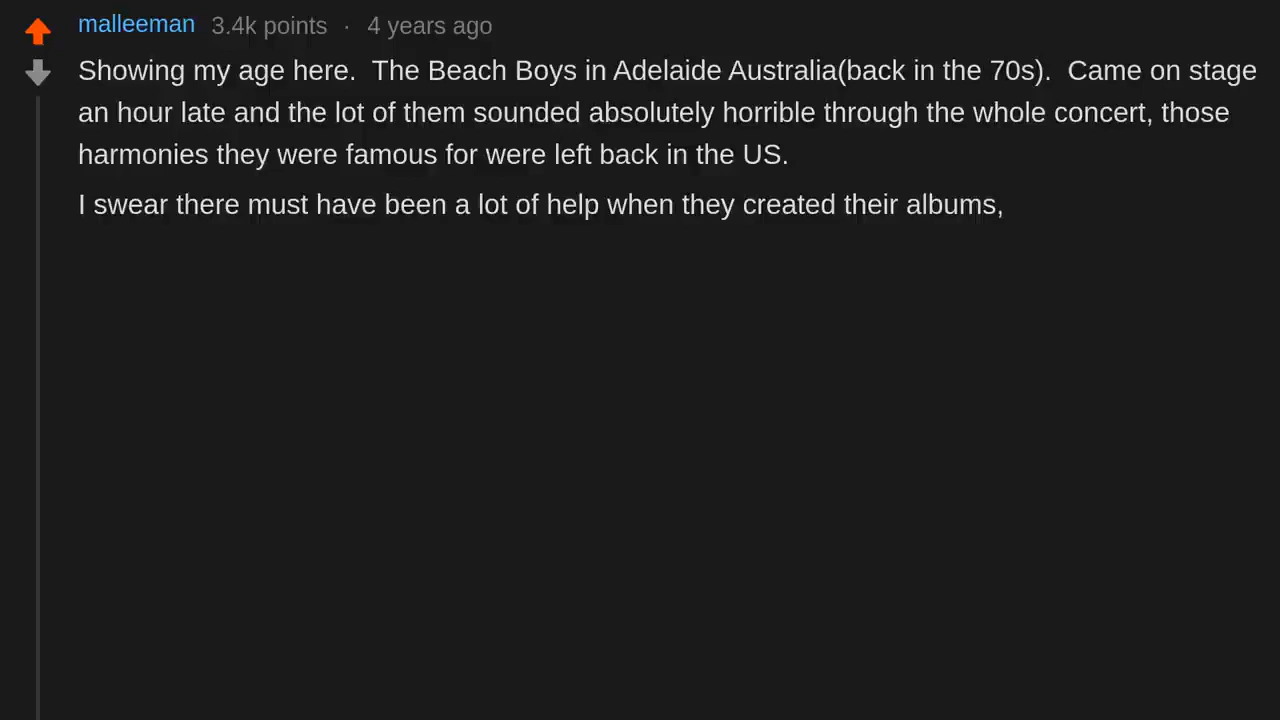 malleeman 3.4k points · 4 years ago
Showing my age here.  The Beach Boys in Adelaide Australia(back in the 70s).  Came on stage
an hour late and the lot of them sounded absolutely horrible through the whole concert, those
harmonies they were famous for were left back in the US.
I swear there must have been a lot of help when they created their albums,